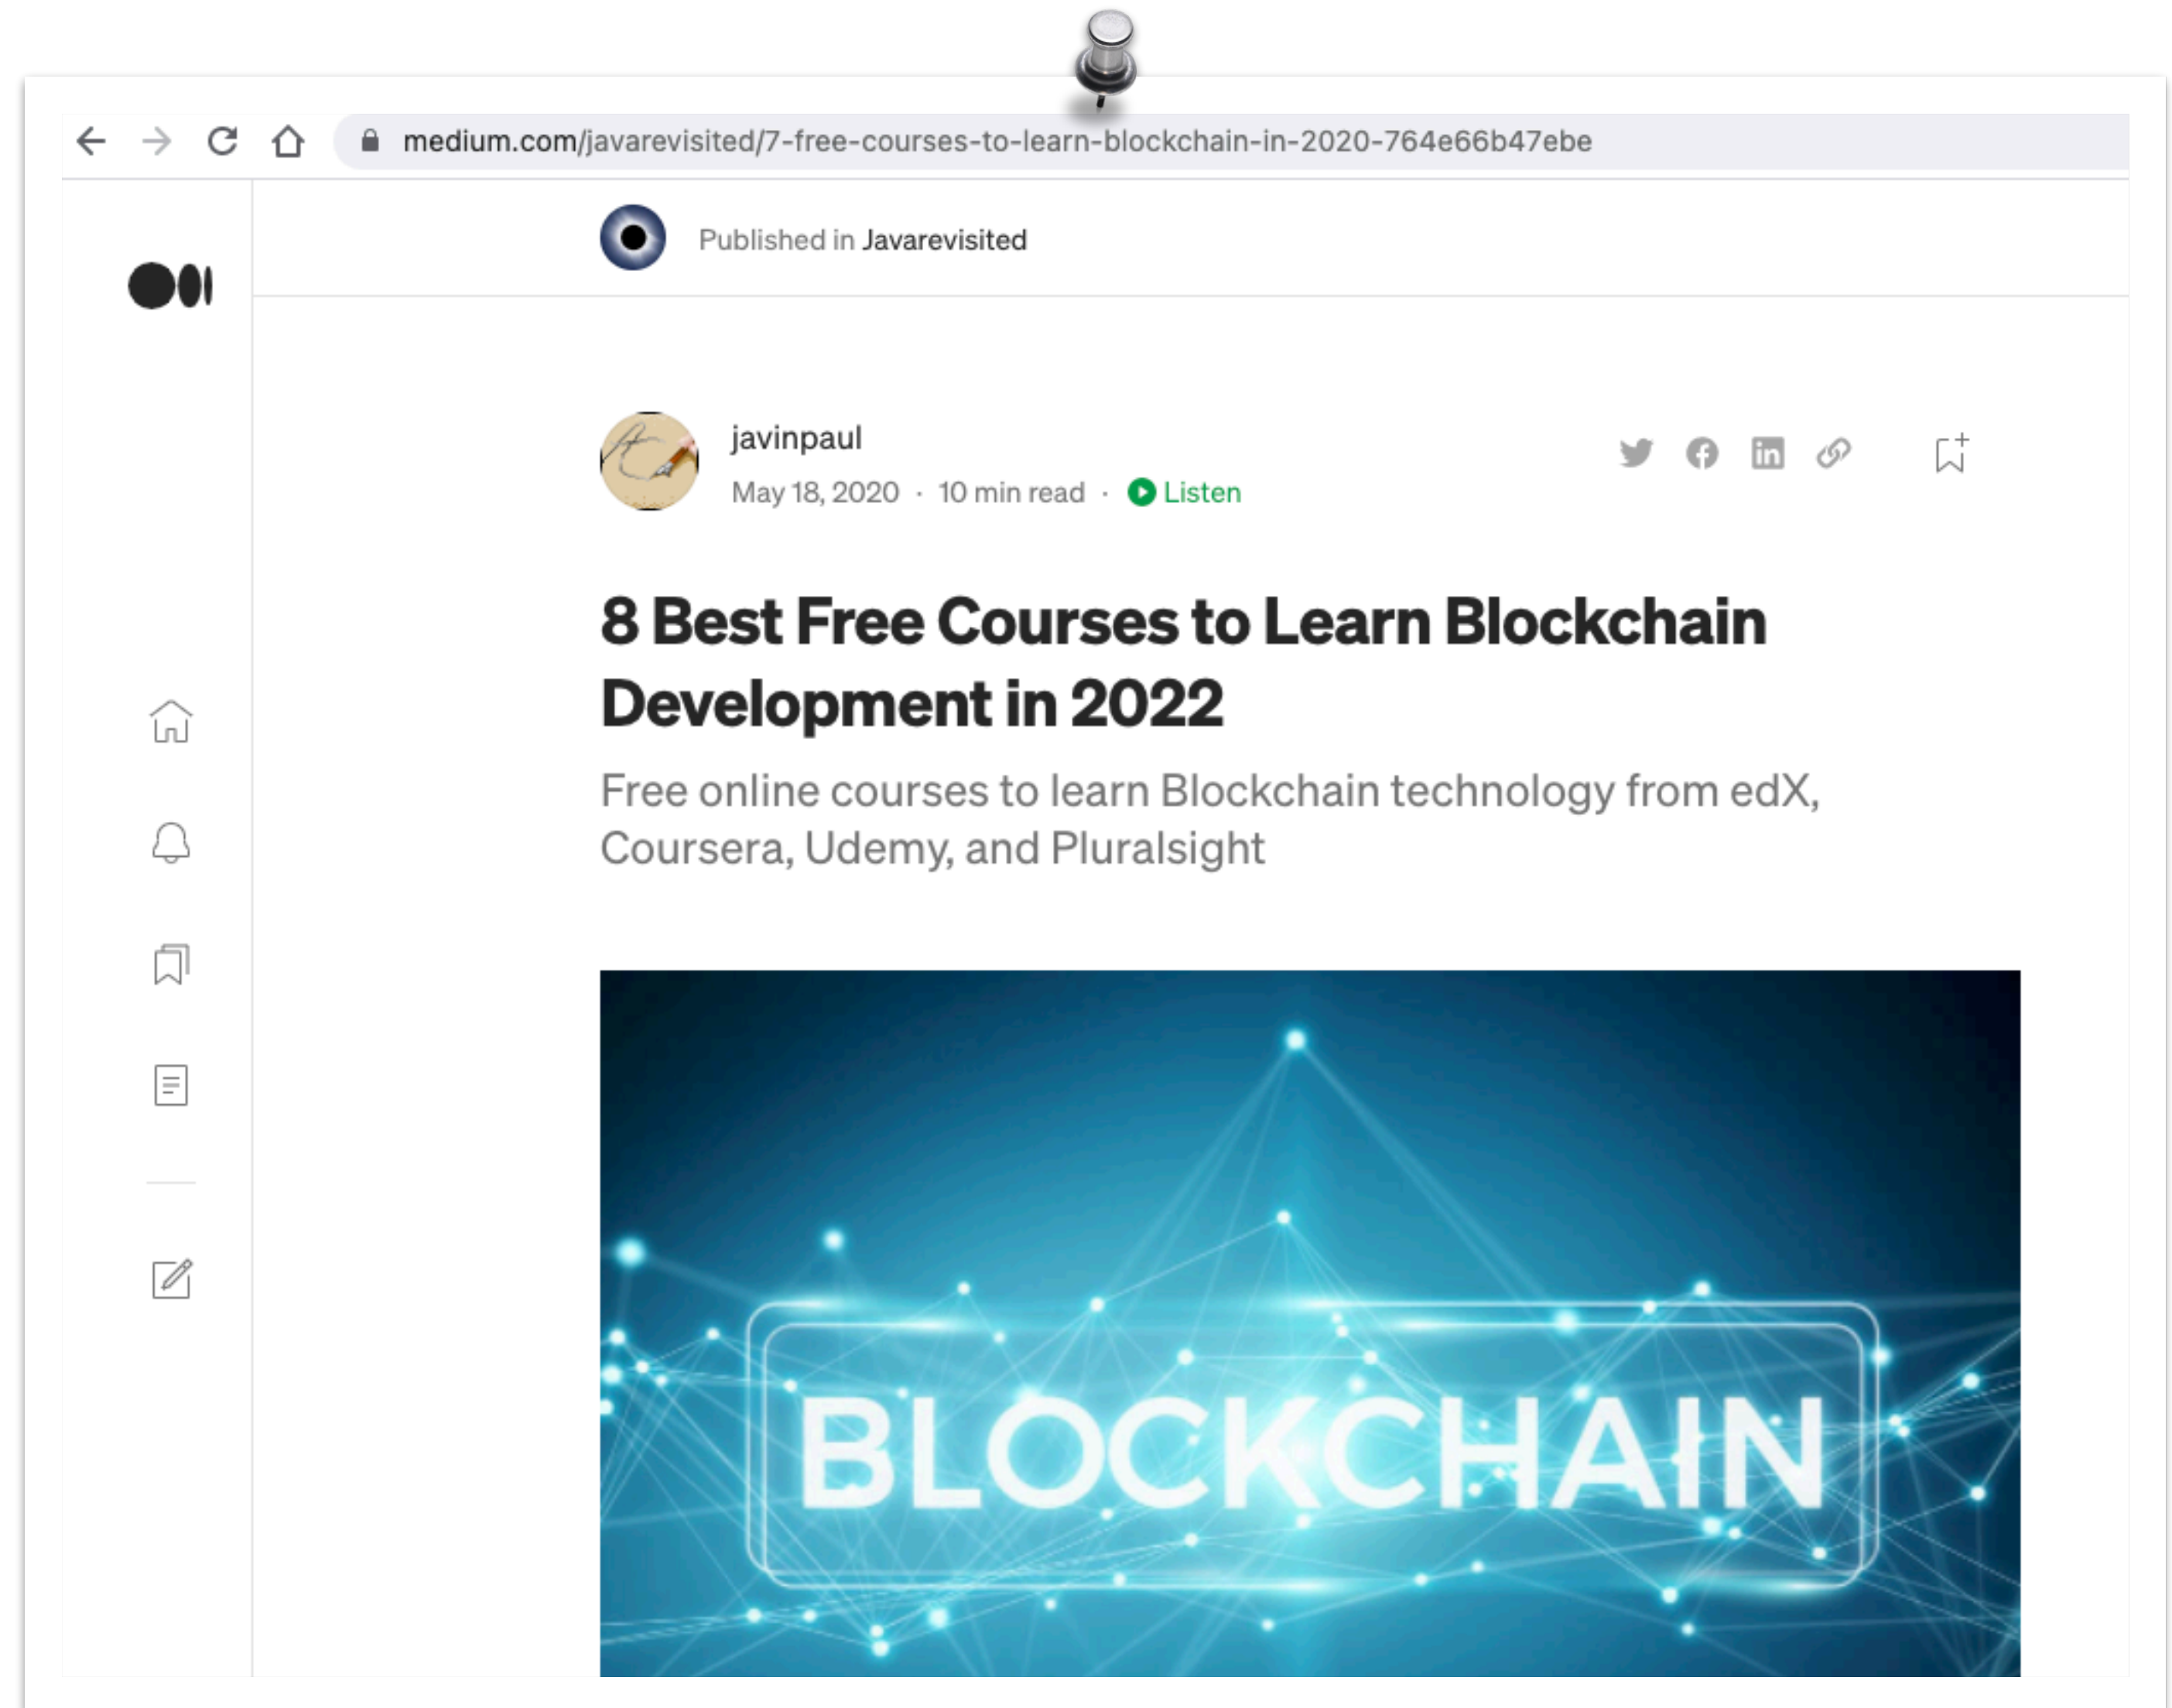 medium.com/javarevisited/7-free-courses-to-learn-blockchain-in-2020-764e66b47ebe
Published in Javarevisited
javinpaul
May 18, 2020 · 10 min read · Listen
8 Best Free Courses to Learn Blockchain
Development in 2022
Free online courses to learn Blockchain technology from edX,
Coursera, Udemy, and Pluralsight
BLOCKCHAIN